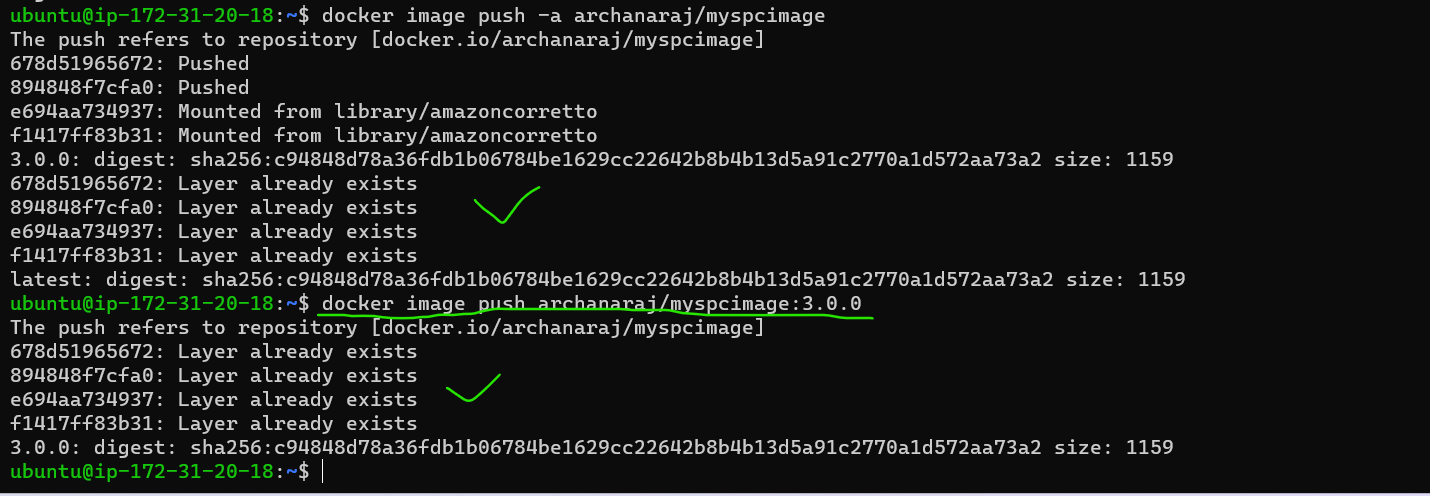 ubuntu@ip-172-31-20-18:~$ docker image push -a archanaraj/myspcimage
The push refers to repository [docker.io/archanaraj/myspcimage]
678d51965672: Pushed
894848f7cfa0: Pushed
e694aa734937: Mounted from library/amazoncorretto
f1417ff83b31: Mounted from library/amazoncorretto
3.0.0: digest: sha256:c94848d78a36fdb1b06784be1629cc22642b8b4b13d5a91c2770a1d572aa73a2 size: 1159
678d51965672: Layer already exists
894848f7cfa0: Layer already exists
e694aa734937: Layer already exists
f1417ff83b31: Layer already exists
latest: digest: sha256:c94848d78a36fdb1b06784be1629cc22642b8b4b13d5a91c2770a1d572aa73a2 size: 1159
ubuntu@ip-172-31-20-18:~$ docker image push archanaraj/myspcimage:3.0.0
The push refers to repository [docker.io/archanaraj/myspcimage]
678d51965672: Layer already exists
894848f7cfa0: Layer already exists
e694aa734937: Layer already exists
f1417ff83b31: Layer already exists
3.0.0: digest: sha256:c94848d78a36fdb1b06784be1629cc22642b8b4b13d5a91c2770a1d572aa73a2 size: 1159
ubuntu@ip-172-31-20-18:~$